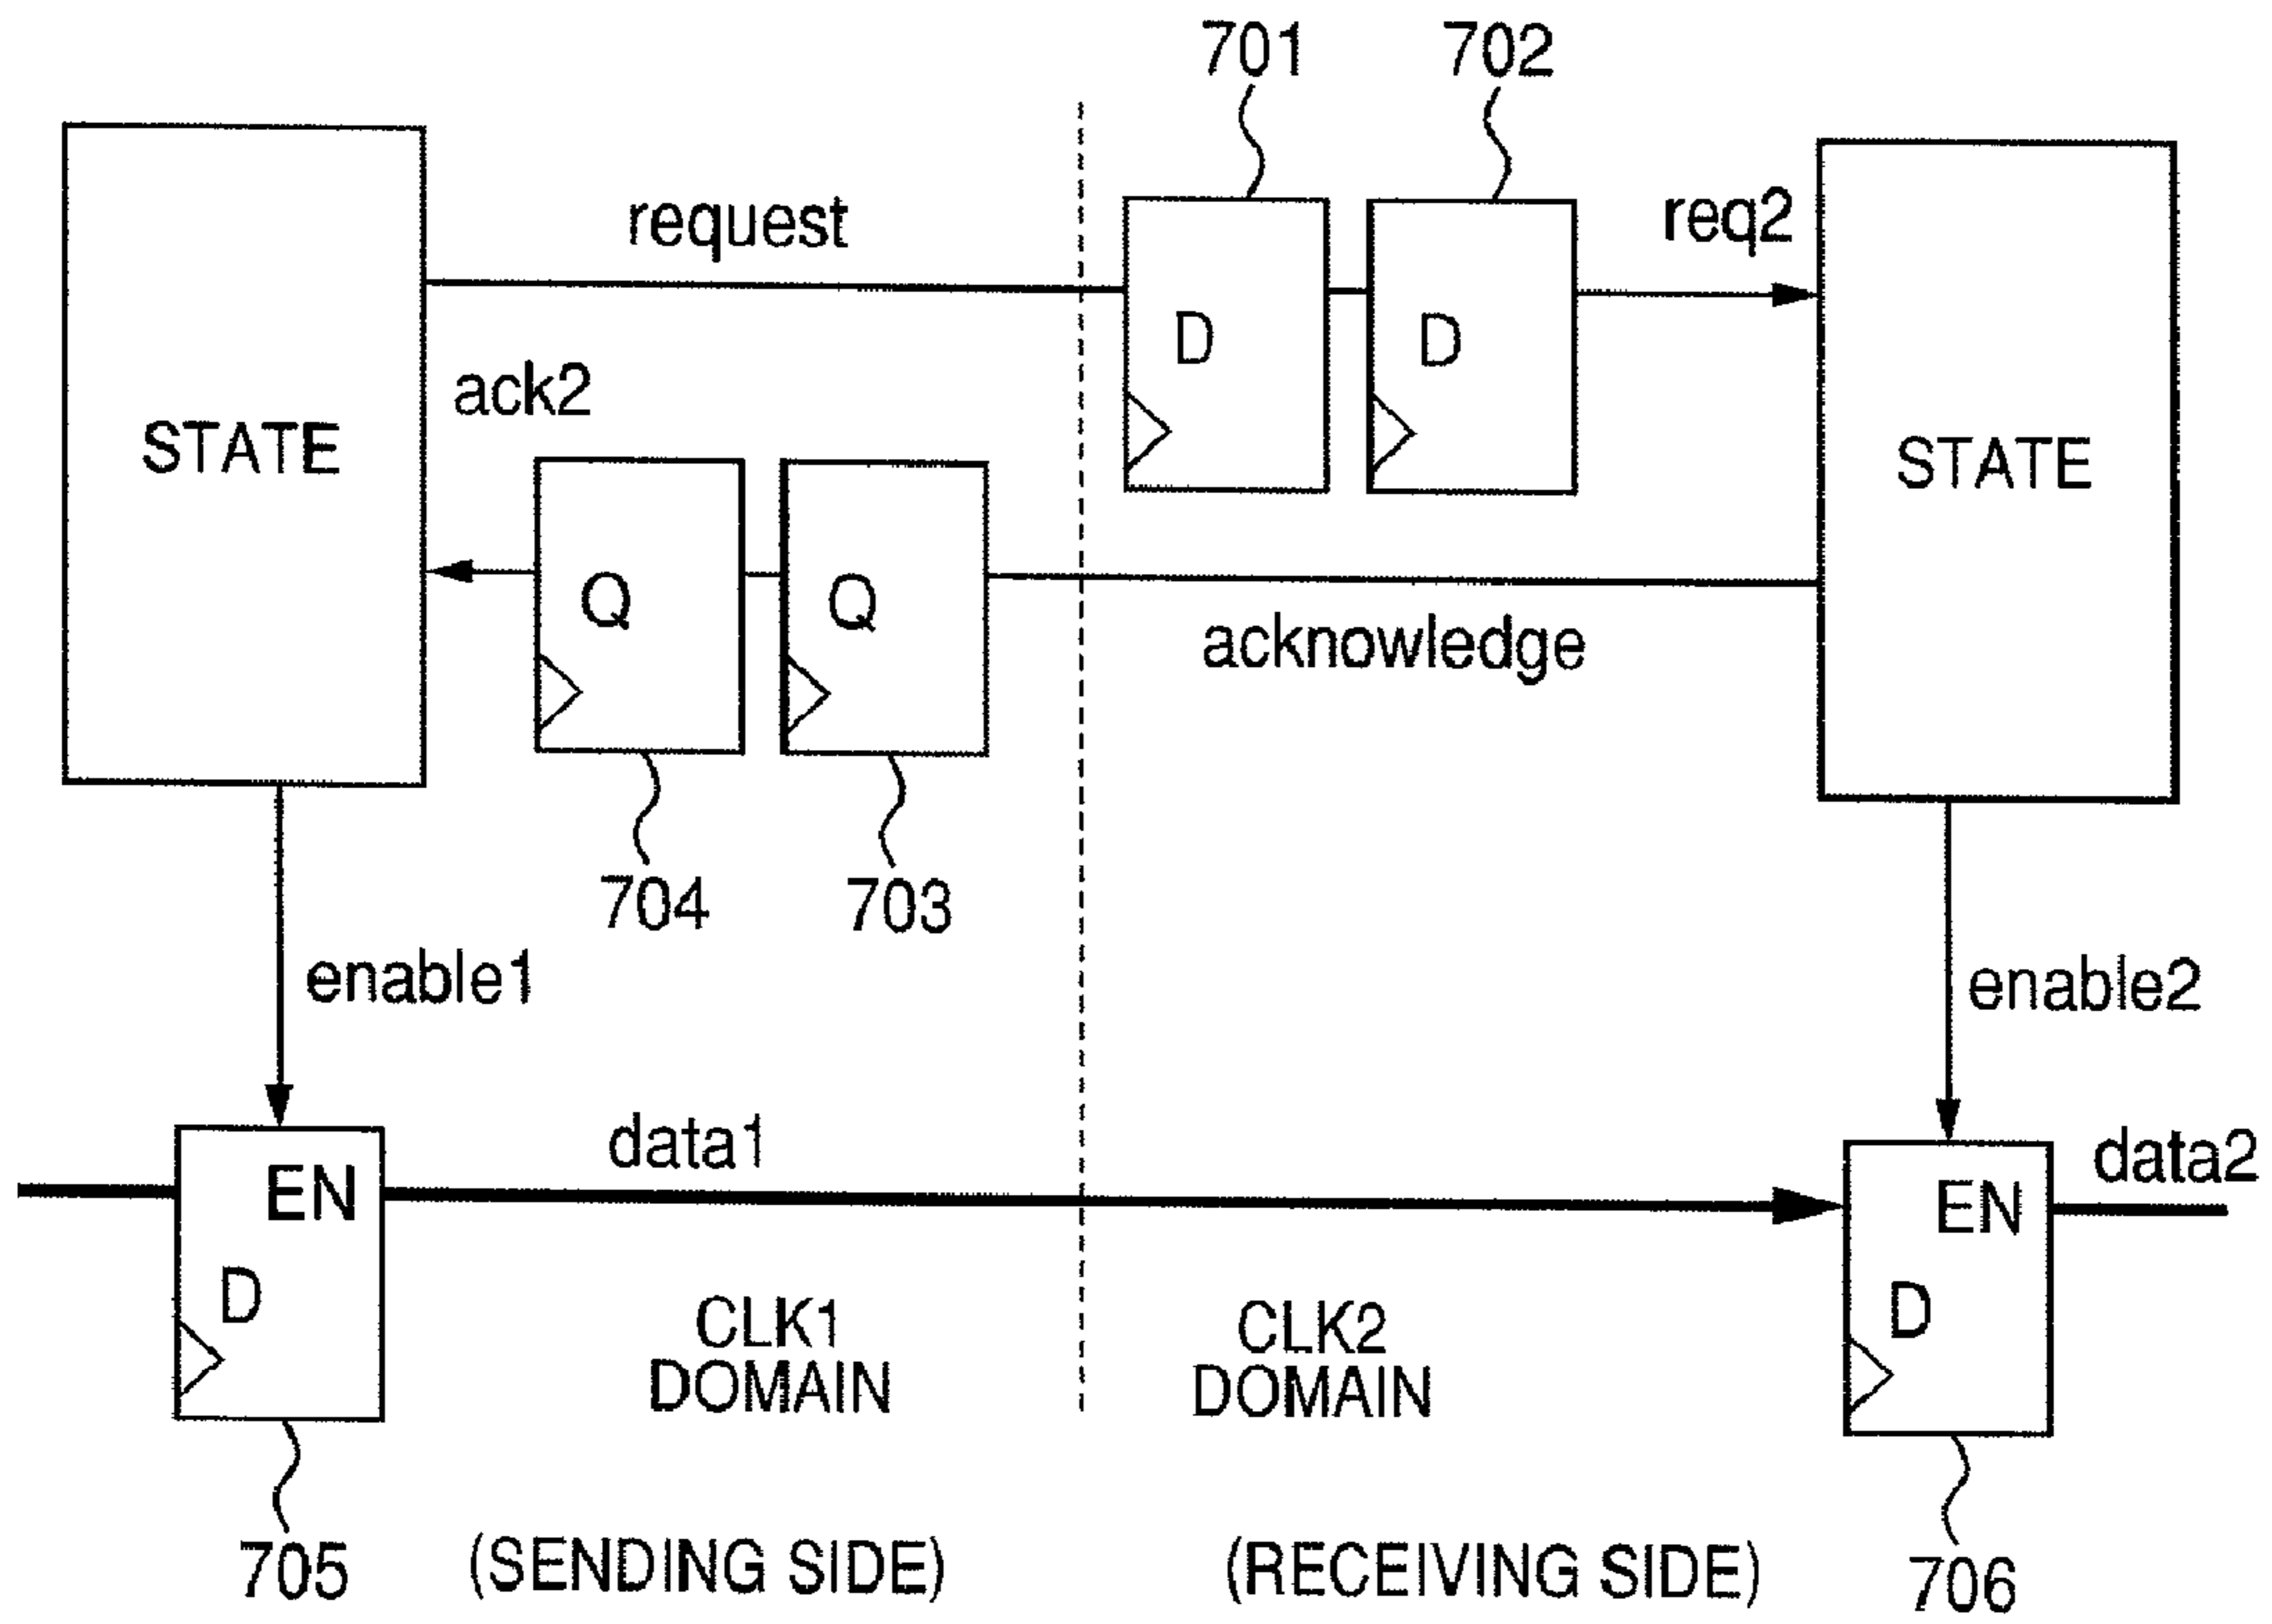 701
702
request
req2
D
D
ack2
STATE
STATE
Q
Q
acknowledge
704
703
enable1
enable2
data1
data2
EN
EN
D
D
CLK1
DOMAIN
CLK2
DOMAIN
705
(SENDING SIDE)
(RECEIVING SIDE)
706